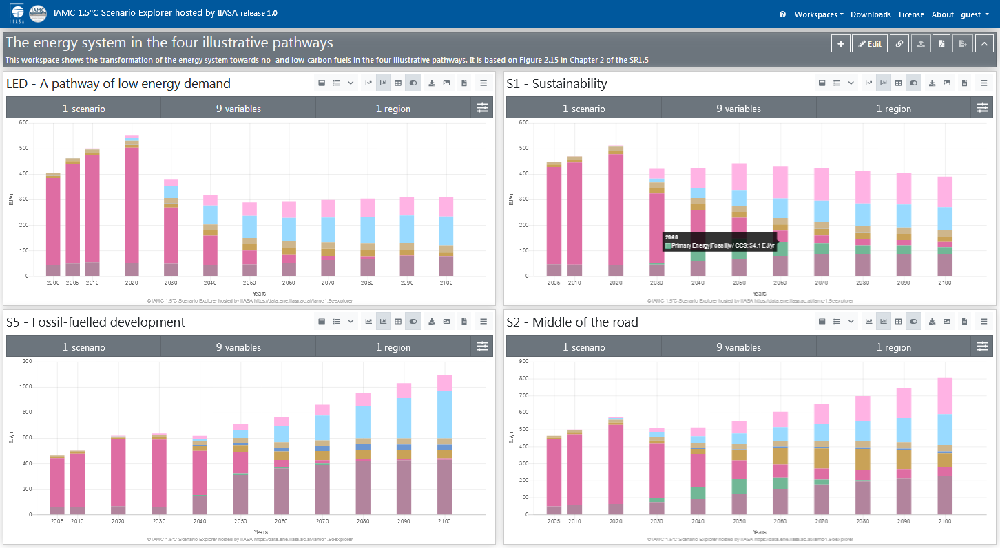 IIASA
IAMC
IAMC 1.5°C Scenario Explorer hosted by IIASA release 1.0
Workspaces
Downloads
License
About
guest
The energy system in the four illustrative pathways
Edit
This workspace shows the transformation of the energy system towards no- and low-carbon fuels in the four illustrative pathways. It is based on Figure 2.15 in Chapter 2 of the SR1.5
LED - A pathway of low energy demand
1 scenario
9 variables
1 region
600
500
400
300
200
100
0
EJ/yr
2000 2005 2010 2020 2030 2040 2050 2060 2070 2080 2090 2100
Years
© IAMC 1.5°C Scenario Explorer hosted by IIASA https://data.ene.iiasa.ac.at/iamc-1.5c-explorer
S1 - Sustainability
1 scenario
9 variables
1 region
600
500
400
300
200
100
0
EJ/yr
2060
Primary Energy|Fossil|w/ CCS: 54.1 EJ/yr
2005 2010 2020 2030 2040 2050 2060 2070 2080 2090 2100
Years
© IAMC 1.5°C Scenario Explorer hosted by IIASA https://data.ene.iiasa.ac.at/iamc-1.5c-explorer
S5 - Fossil-fuelled development
1 scenario
9 variables
1 region
1200
1000
800
600
400
200
0
EJ/yr
2005 2010 2020 2030 2040 2050 2060 2070 2080 2090 2100
Years
© IAMC 1.5°C Scenario Explorer hosted by IIASA https://data.ene.iiasa.ac.at/iamc-1.5c-explorer
S2 - Middle of the road
1 scenario
9 variables
1 region
900
800
700
600
500
400
300
200
100
0
EJ/yr
2005 2010 2020 2030 2040 2050 2060 2070 2080 2090 2100
Years
© IAMC 1.5°C Scenario Explorer hosted by IIASA https://data.ene.iiasa.ac.at/iamc-1.5c-explorer